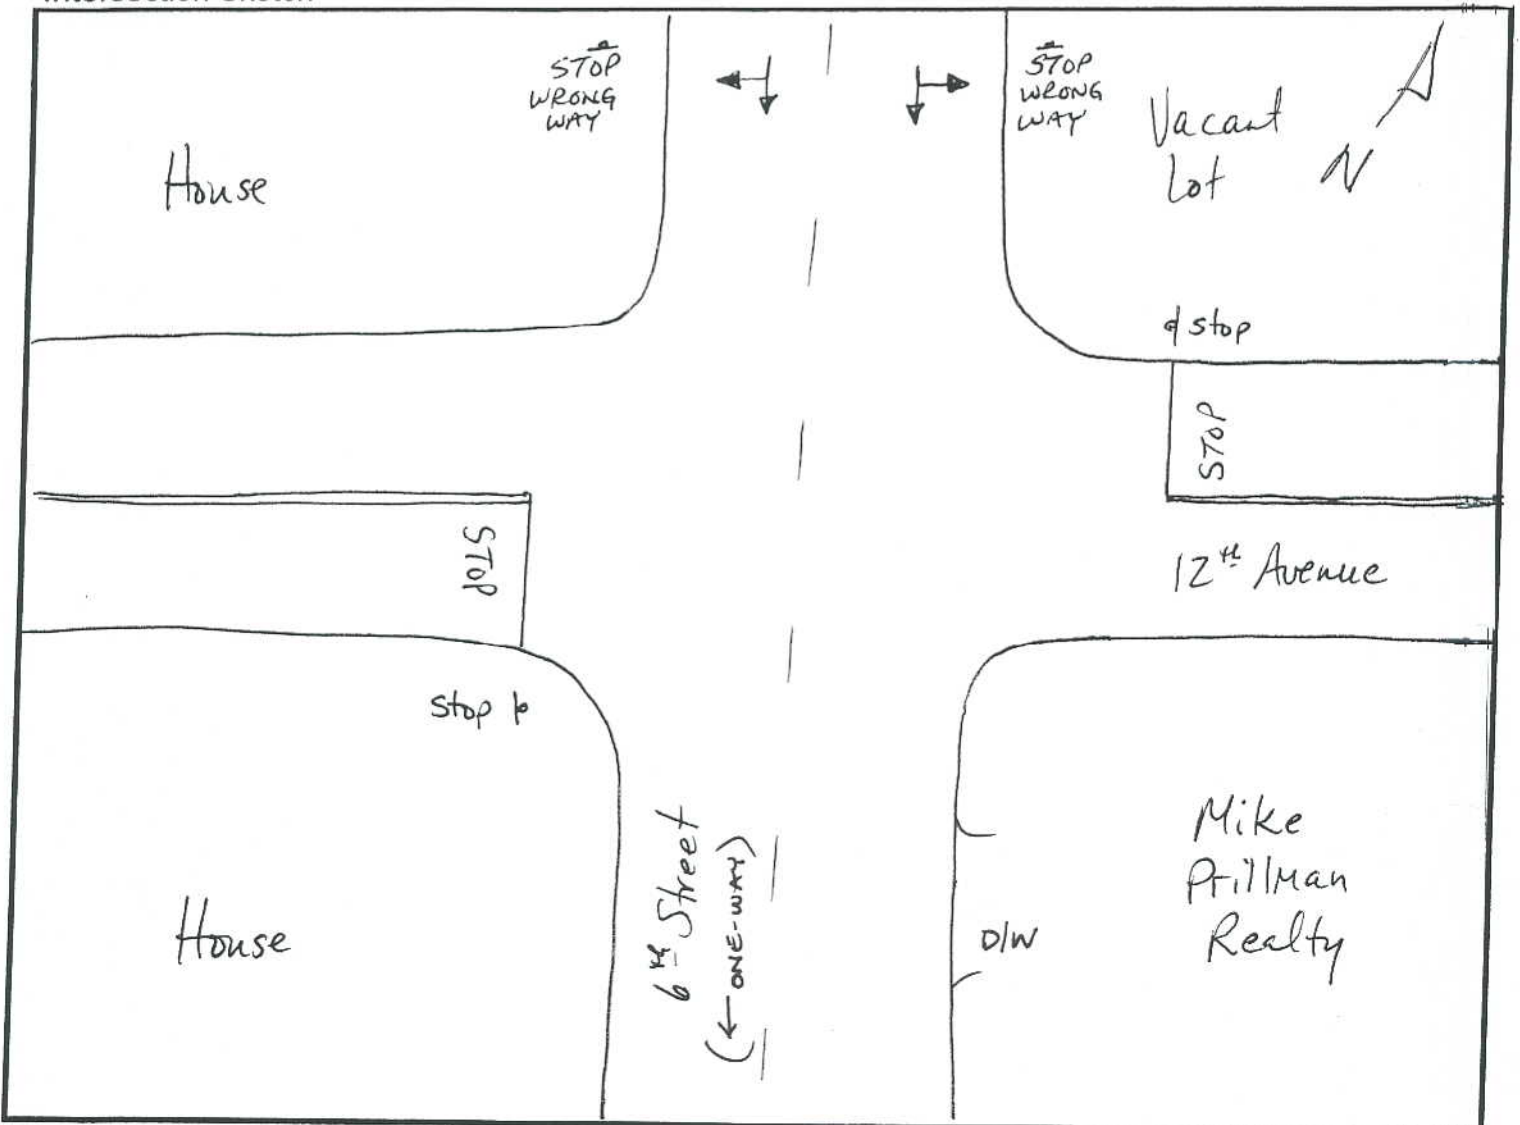 STOP
WRONG
WAY
STOP
WRONG
WAY
Vacant
Lot
N
House
stop
STOP
STOP
12th Avenue
stop
6th Street
(← ONE-WAY)
Mike
Prillman
Realty
D/W
House